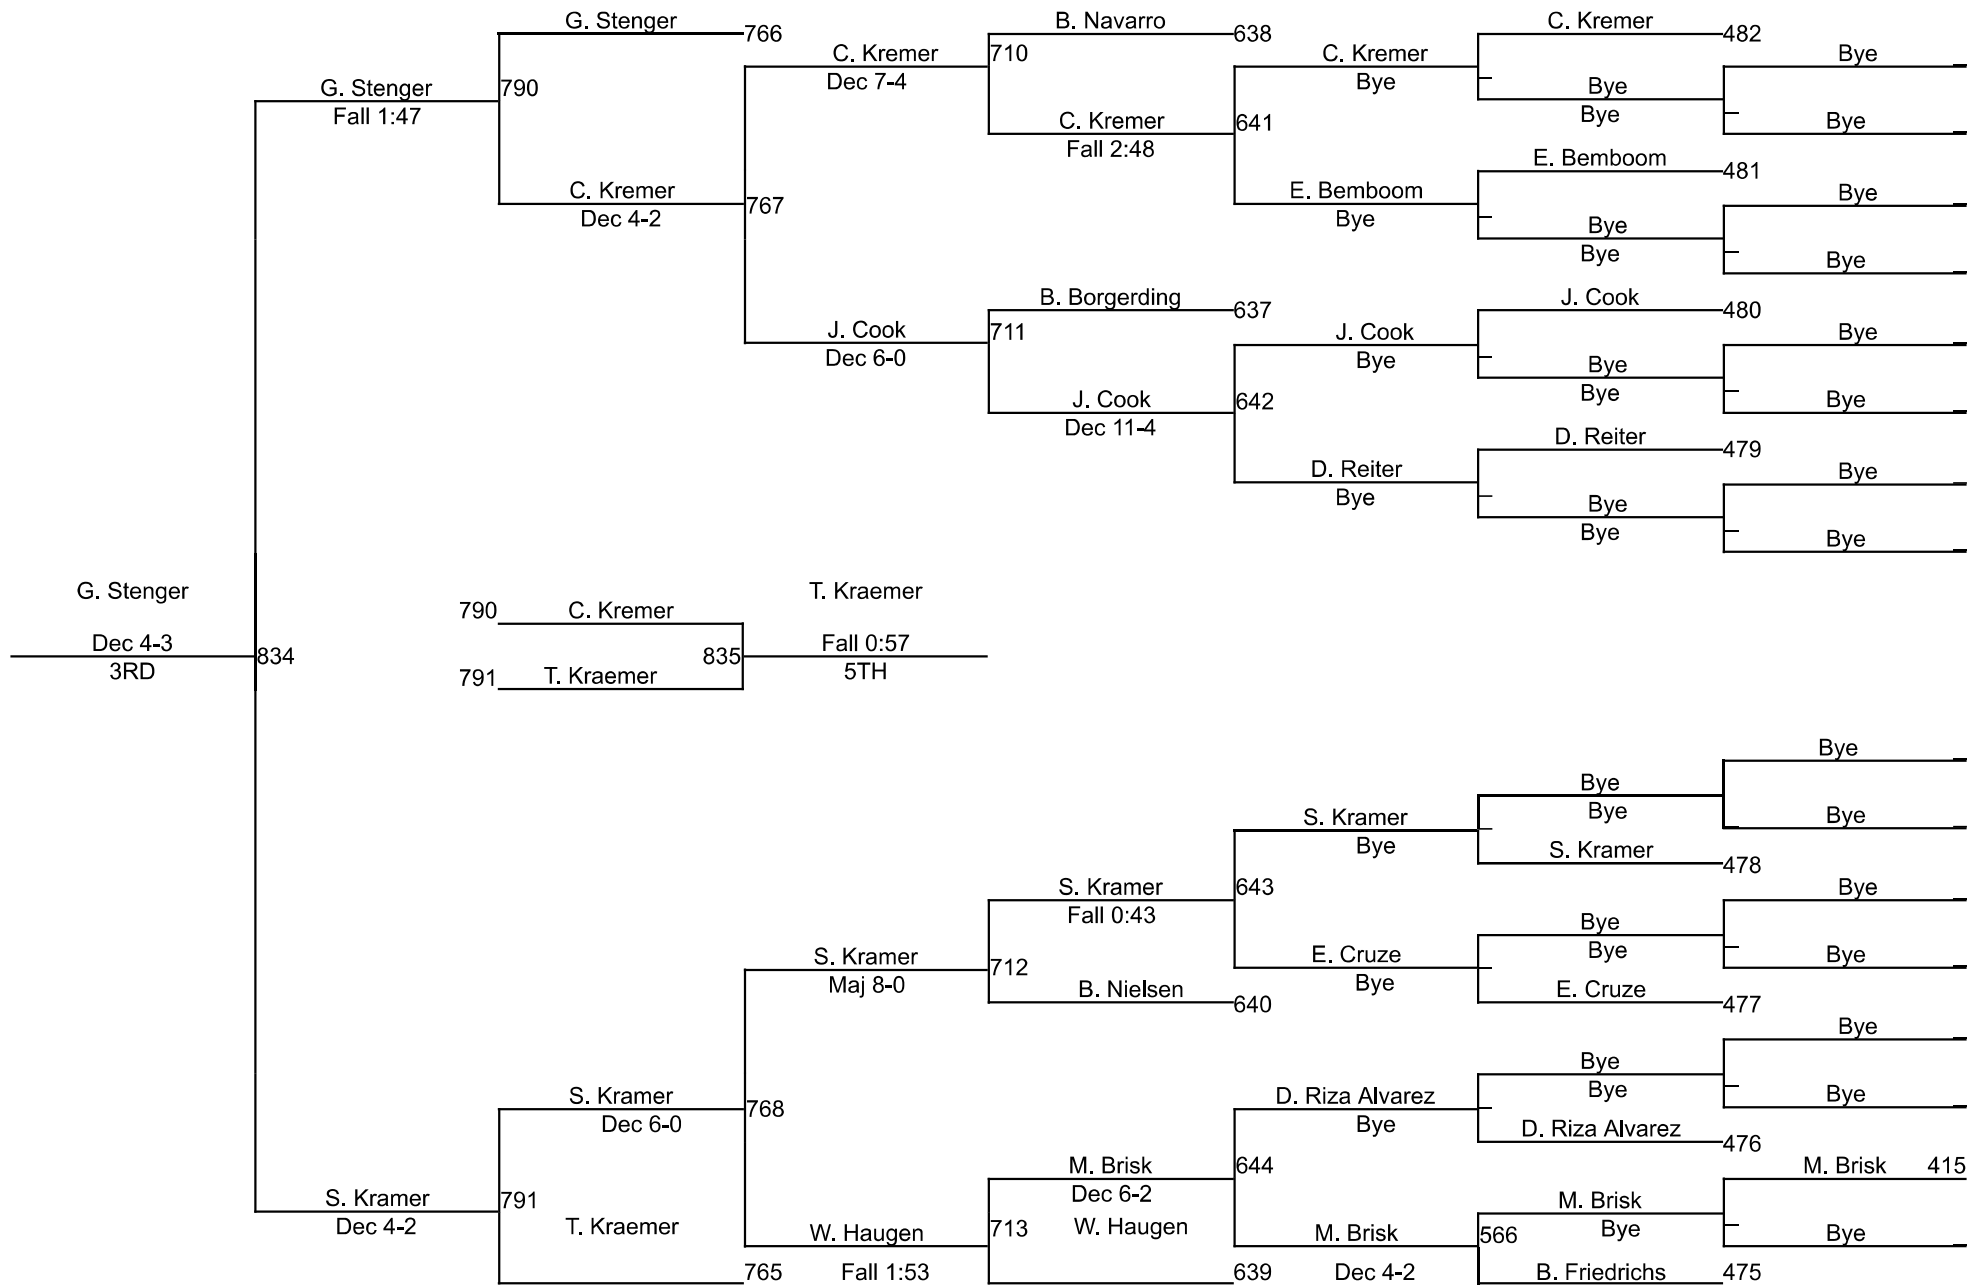 G. Stenger
766
B. Navarro
638
C. Kremer
482
C. Kremer
Dec 7-4
710
C. Kremer
Bye
Bye
G. Stenger
Fall 1:47
790
Bye
Bye
C. Kremer
Fall 2:48
641
Bye
E. Bemboom
481
C. Kremer
Dec 4-2
767
E. Bemboom
Bye
Bye
Bye
Bye
Bye
B. Borgerding
637
J. Cook
480
J. Cook
Dec 6-0
711
J. Cook
Bye
Bye
Bye
Bye
J. Cook
Dec 11-4
642
Bye
D. Reiter
479
D. Reiter
Bye
Bye
Bye
Bye
Bye
G. Stenger
Dec 4-3
3RD
834
790
C. Kremer
T. Kraemer
835
Fall 0:57
5TH
791
T. Kraemer
Bye
Bye
Bye
S. Kramer
Bye
Bye
S. Kramer
478
S. Kramer
Fall 0:43
643
Bye
Bye
Bye
E. Cruze
Bye
Bye
S. Kramer
Maj 8-0
712
B. Nielsen
640
E. Cruze
477
Bye
Bye
Bye
S. Kramer
Dec 6-0
768
D. Riza Alvarez
Bye
Bye
D. Riza Alvarez
476
M. Brisk
Dec 6-2
644
M. Brisk 415
S. Kramer
Dec 4-2
791
T. Kraemer
W. Haugen
713
W. Haugen
M. Brisk
566
M. Brisk
Bye
Bye
765
Fall 1:53
639
Dec 4-2
B. Friedrichs
475